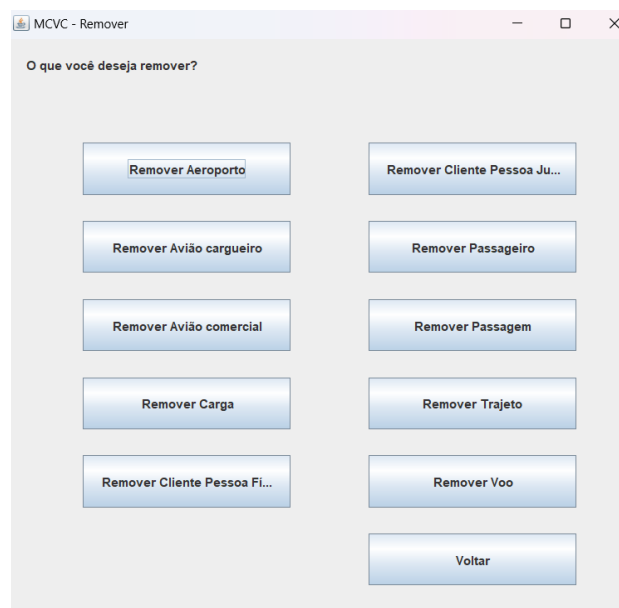 MCVC - Remover
O que você deseja remover?
Remover Aeroporto
Remover Cliente Pessoa Ju...
Remover Avião cargueiro
Remover Passageiro
Remover Avião comercial
Remover Passagem
Remover Carga
Remover Trajeto
Remover Cliente Pessoa Fi...
Remover Voo
Voltar